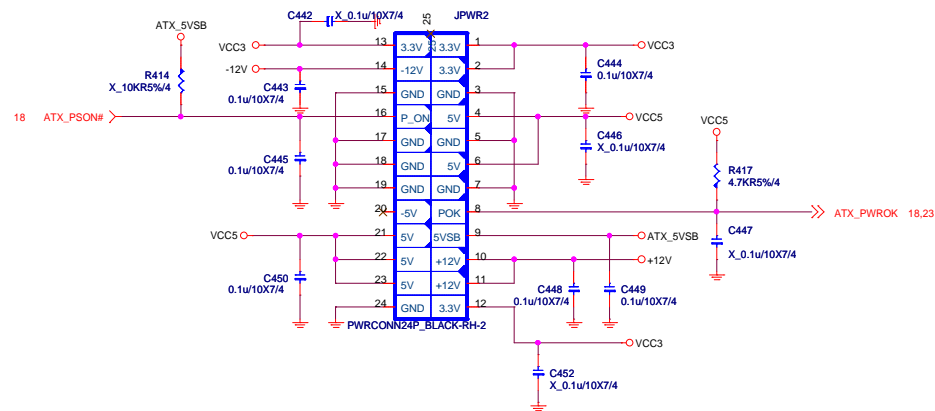 C442
X_0.1u/10X7/4
25
JPWR2
ATX_5VSB
25
VCC3
13
3.3V
3.3V
1
VCC3
-12V
14
-12V
3.3V
2
R414
X_10KR5%/4
C443
0.1u/10X7/4
C444
0.1u/10X7/4
15
GND
GND
3
18
ATX_PSON#
16
P_ON
5V
4
VCC5
VCC5
17
GND
GND
5
C446
X_0.1u/10X7/4
C445
0.1u/10X7/4
18
GND
5V
6
R417
4.7KR5%/4
19
GND
GND
7
20
-5V
POK
8
ATX_PWROK
18,23
VCC5
21
5V
5VSB
9
ATX_5VSB
C447
X_0.1u/10X7/4
22
5V
+12V
10
+12V
C450
0.1u/10X7/4
23
5V
+12V
11
C448
0.1u/10X7/4
C449
0.1u/10X7/4
24
GND
3.3V
12
PWRCONN24P_BLACK-RH-2
VCC3
C452
X_0.1u/10X7/4